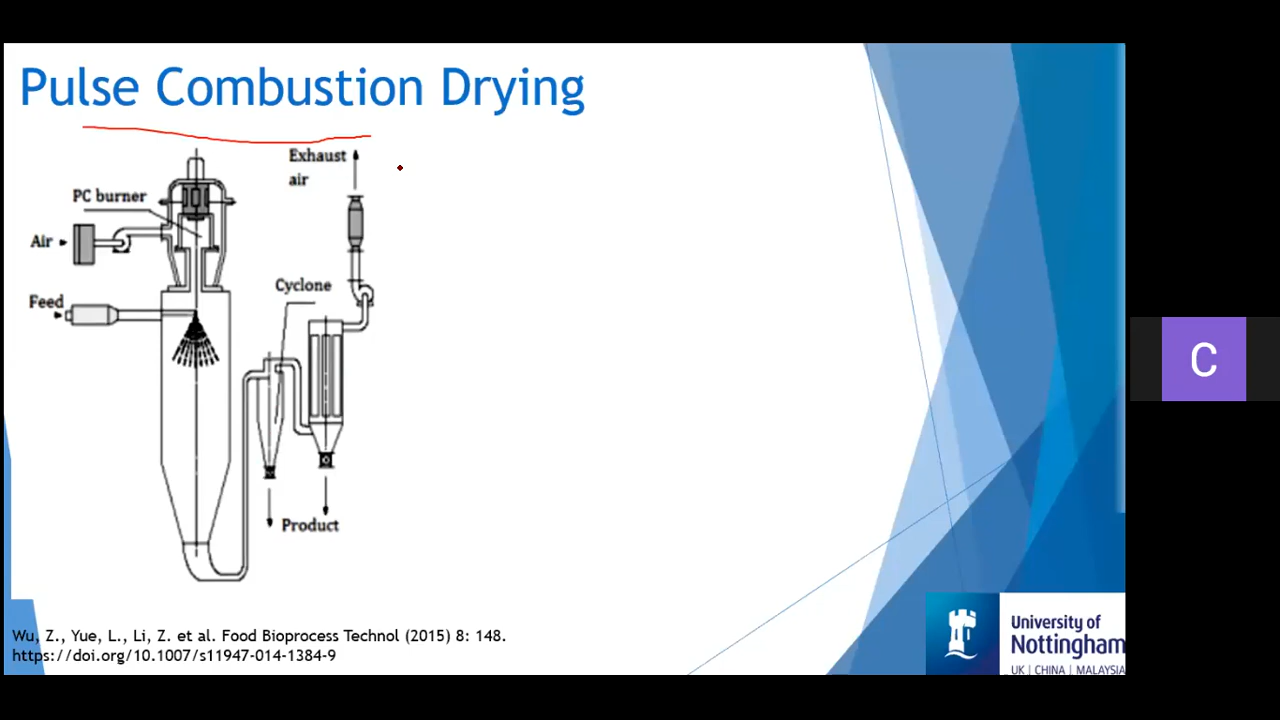 Pulse Combustion Drying
Exhaust
air
PC burner
Air
Feed
Cyclone
Product
C
Wu, Z., Yue, L., Li, Z. et al. Food Bioprocess Technol (2015) 8: 148.
https://doi.org/10.1007/s11947-014-1384-9
University of
Nottingham
UK | CHINA | MALAYSIA